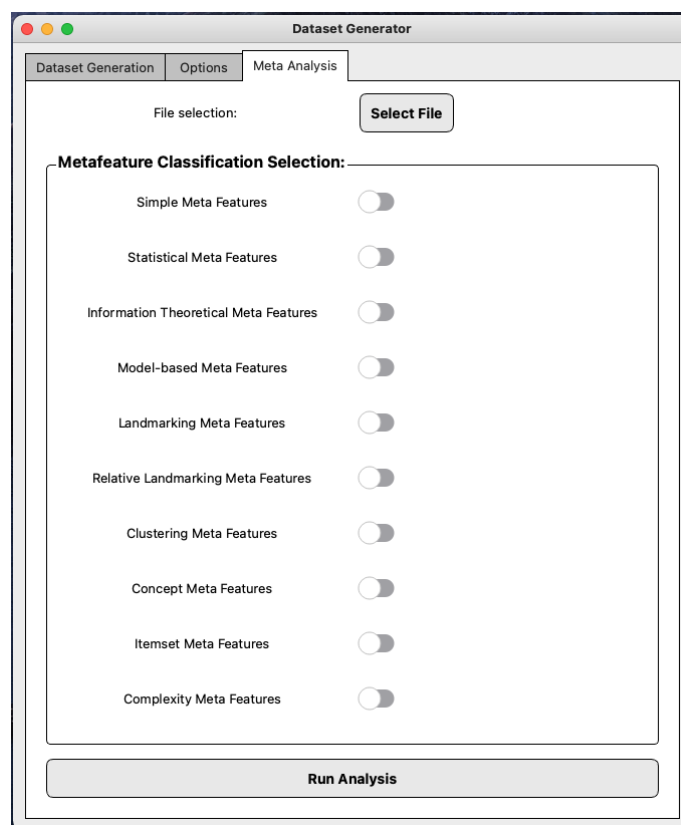 Dataset Generator
Dataset Generation Options Meta Analysis
File selection: Select File
Metafeature Classification Selection:
Simple Meta Features
Statistical Meta Features
Information Theoretical Meta Features
Model-based Meta Features
Landmarking Meta Features
Relative Landmarking Meta Features
Clustering Meta Features
Concept Meta Features
Itemset Meta Features
Complexity Meta Features
Run Analysis